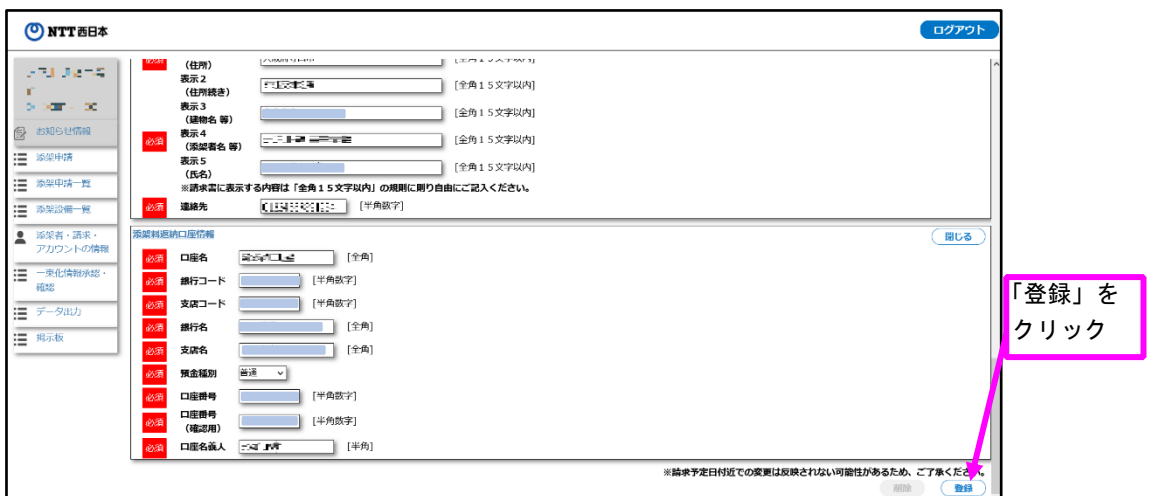 NTT西日本
ログアウト
お知らせ情報
添架申請
添架申請一覧
添架設備一覧
添架者・請求・
アカウントの情報
一束化情報承認・
確認
データ出力
掲示板
必須
(住所)
表示2
(住所続き)
[全角15文字以内]
表示3
(建物名 等)
[全角15文字以内]
必須
表示4
(添架者名 等)
[全角15文字以内]
表示5
(氏名)
[全角15文字以内]
※請求書に表示する内容は「全角15文字以内」の規則に則り自由にご記入ください。
必須 連絡先 [半角数字]
添架料返納口座情報 閉じる
必須 口座名 [全角]
必須 銀行コード [半角数字]
必須 支店コード [半角数字]
必須 銀行名 [全角]
必須 支店名 [全角]
必須 預金種別 普通
必須 口座番号 [半角数字]
必須 口座番号
(確認用) [半角数字]
必須 口座名義人 [半角]
※請求予定日付近での変更は反映されない可能性があるため、ご了承ください。
削除 登録
「登録」を
クリック